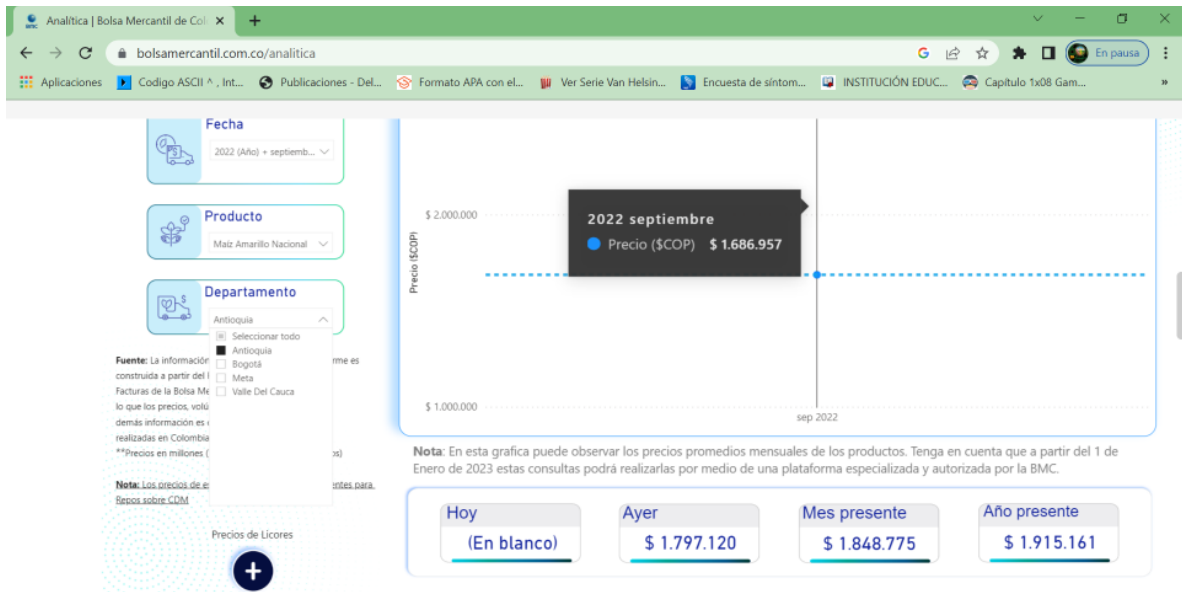 Analítica | Bolsa Mercantil de Col
bolsamercantil.com.co/analitica
En pausa
Aplicaciones
Codigo ASCII ^ , Int...
Publicaciones - Del...
Formato APA con el...
Ver Serie Van Helsin...
Encuesta de síntom...
INSTITUCIÓN EDUC...
Capítulo 1x08 Gam...
»
Fecha
2022 (Año) + septiemb...
Producto
Maíz Amarillo Nacional
Departamento
Antioquia
Seleccionar todo
Antioquia
Bogotá
Meta
Valle Del Cauca
Fuente: La informació
rme es
construida a partir del
Facturas de la Bolsa Me
lo que los precios, volú
demás información es
realizadas en Colombia
**Precios en millones (
os)
Nota: Los precios de es
entes para
Repos sobre CDM
Precios de Licores
+
Precio ($COP)
$ 2.000.000
$ 1.000.000
2022 septiembre
Precio ($COP) $ 1.686.957
sep 2022
Nota: En esta grafica puede observar los precios promedios mensuales de los productos. Tenga en cuenta que a partir del 1 de
Enero de 2023 estas consultas podrá realizarlas por medio de una plataforma especializada y autorizada por la BMC.
Hoy
(En blanco)
Ayer
$ 1.797.120
Mes presente
$ 1.848.775
Año presente
$ 1.915.161